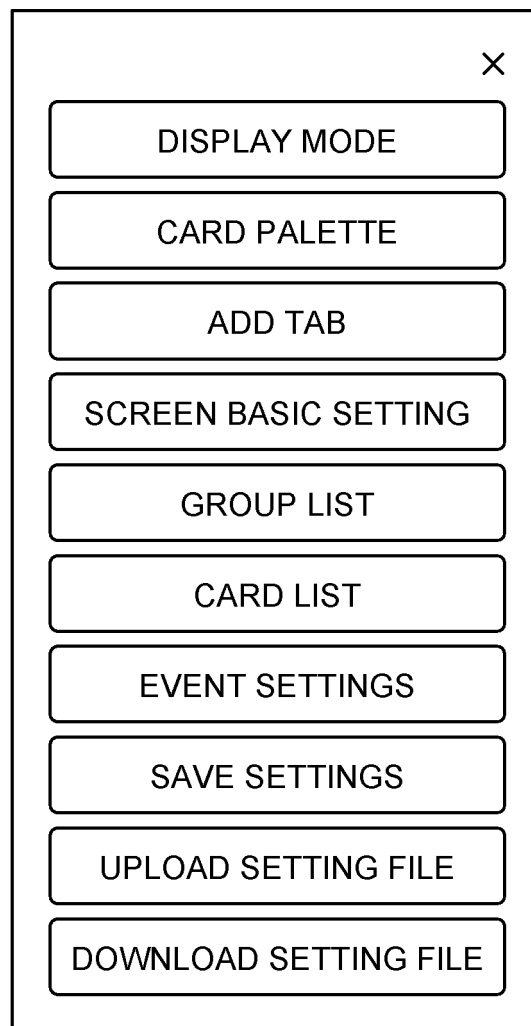 ×
DISPLAY MODE
CARD PALETTE
ADD TAB
SCREEN BASIC SETTING
GROUP LIST
CARD LIST
EVENT SETTINGS
SAVE SETTINGS
UPLOAD SETTING FILE
DOWNLOAD SETTING FILE